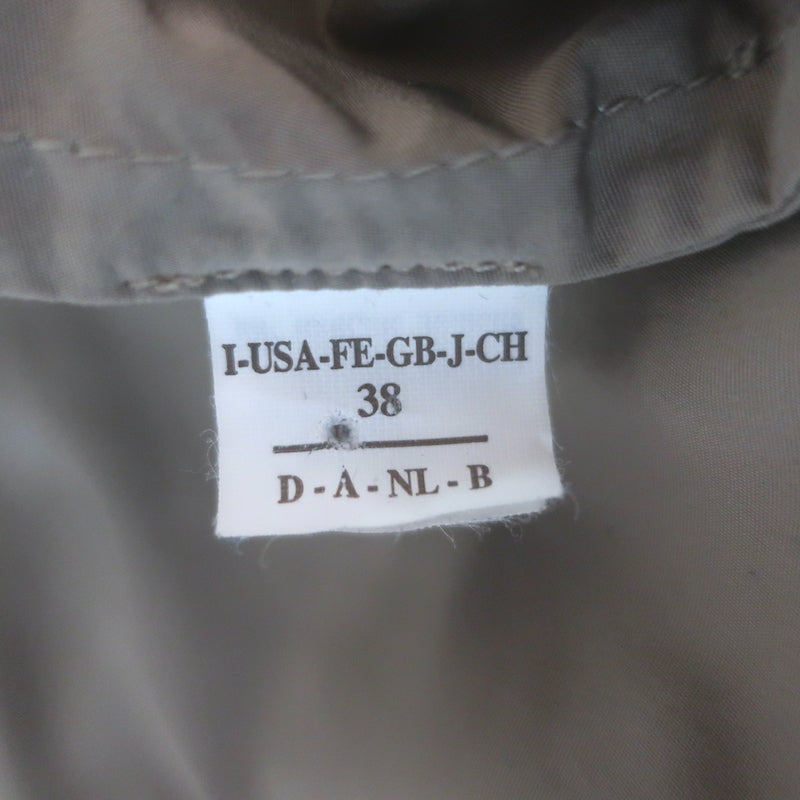 I-USA-FE-GB-J-CH
38
D - A - NL - B